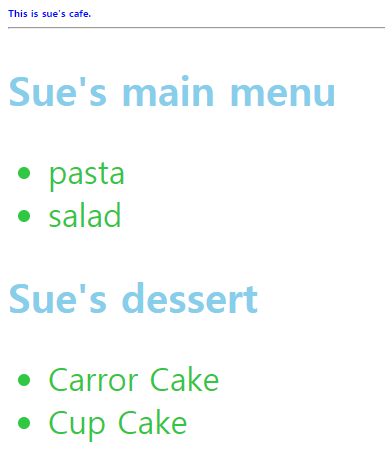 This is sue's cafe.
Sue's main menu
pasta
salad
Sue's dessert
Carror Cake
Cup Cake